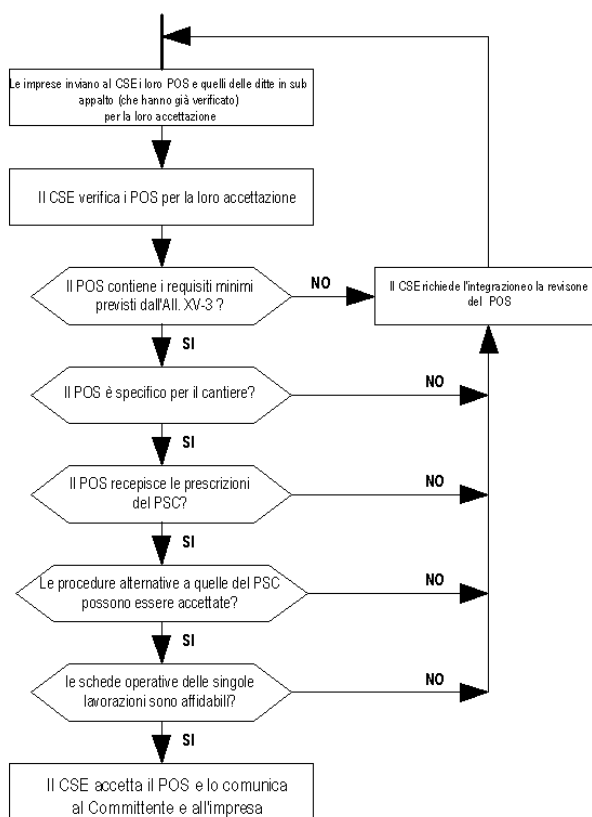 Le imprese inviano al CSE i loro POS e quelli delle ditte in sub
appalto (che hanno già verificato)
per la loro accettazione
Il CSE verifica i POS per la loro accettazione
Il POS contiene i requisiti minimi
previsti dall'All. XV-3 ?
NO
Il CSE richiede l'integrazioneo la revisone
del POS
SI
Il POS è specifico per il cantiere?
NO
SI
Il POS recepisce le prescrizioni
del PSC?
NO
SI
Le procedure alternative a quelle del PSC
possono essere accettate?
NO
SI
le schede operative delle singole
lavorazioni sono affidabili?
NO
SI
Il CSE accetta il POS e lo comunica
al Committente e all'impresa